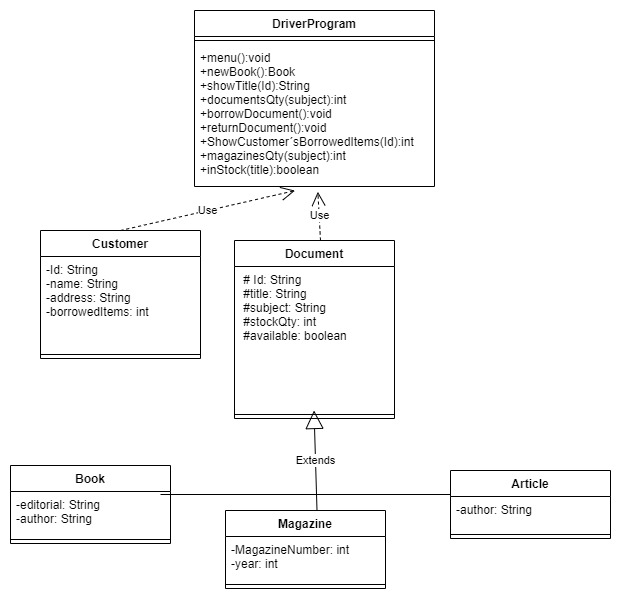 DriverProgram
+menu():void
+newBook():Book
+showTitle(Id):String
+documentsQty(subject):int
+borrowDocument():void
+returnDocument():void
+ShowCustomer´sBorrowedItems(Id):int
+magazinesQty(subject):int
+inStock(title):boolean
Use
Use
Customer
-Id: String
-name: String
-address: String
-borrowedItems: int
Document
# Id: String
#title: String
#subject: String
#stockQty: int
#available: boolean
Extends
Book
-editorial: String
-author: String
Magazine
-MagazineNumber: int
-year: int
Article
-author: String